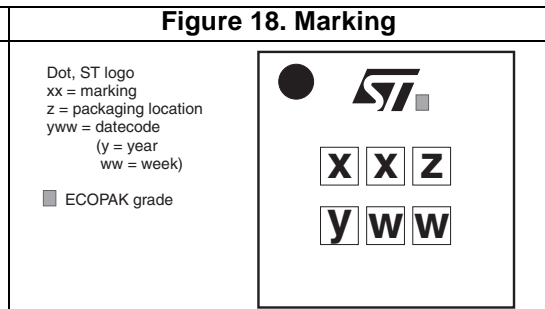 Figure 18. Marking
Dot, ST logo
xx = marking
z = packaging location
yww = datecode
(y = year
ww = week)
ECOPAK grade
ST
x x z
y w w